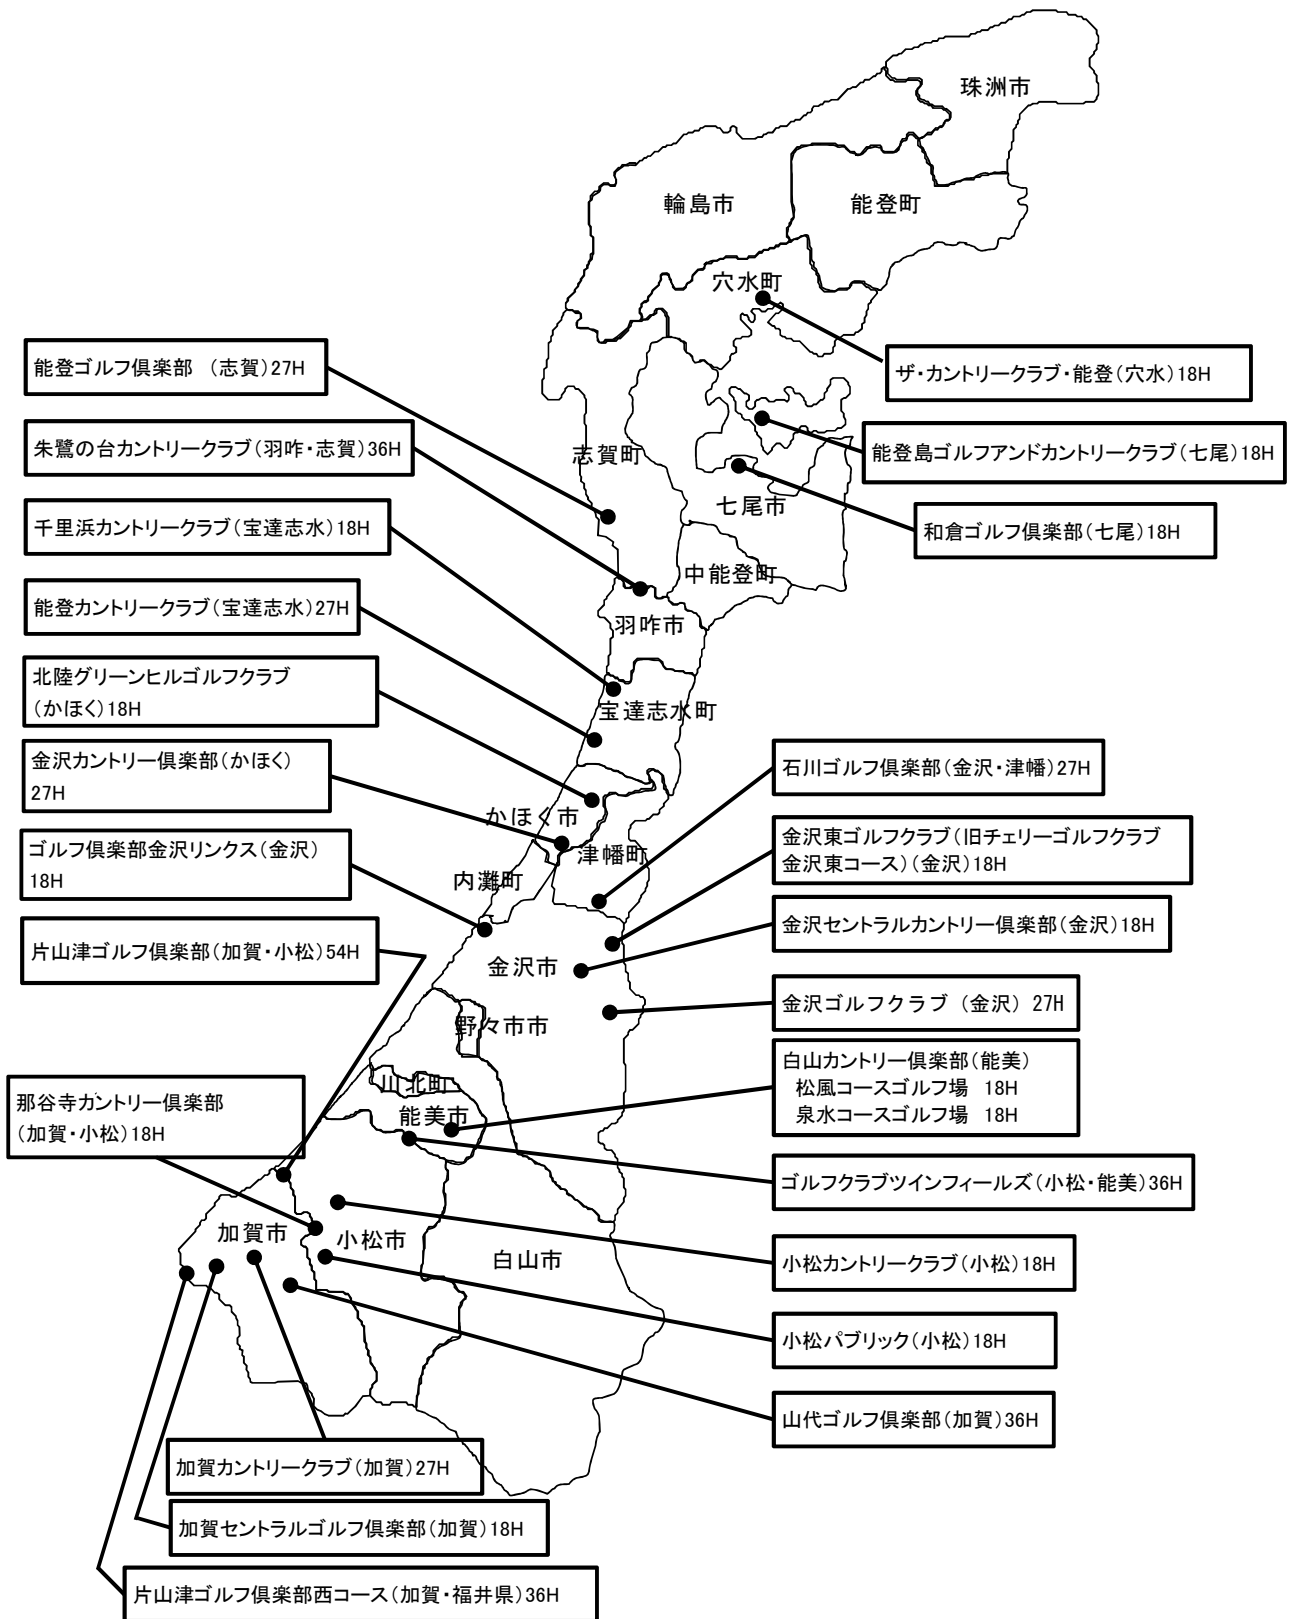 珠洲市
輪島市
能登町
穴水町
能登ゴルフ倶楽部 (志賀)27H
ザ・カントリークラブ・能登(穴水)18H
朱鷺の台カントリークラブ(羽咋・志賀)36H
志賀町
能登島ゴルフアンドカントリークラブ(七尾)18H
千里浜カントリークラブ(宝達志水)18H
七尾市
和倉ゴルフ倶楽部(七尾)18H
中能登町
能登カントリークラブ(宝達志水)27H
羽咋市
北陸グリーンヒルゴルフクラブ
(かほく)18H
宝達志水町
金沢カントリー倶楽部(かほく)
27H
石川ゴルフ倶楽部(金沢・津幡)27H
かほく市
ゴルフ倶楽部金沢リンクス(金沢)
18H
津幡町
金沢東ゴルフクラブ(旧チェリーゴルフクラブ
金沢東コース)(金沢)18H
内灘町
金沢セントラルカントリー倶楽部(金沢)18H
片山津ゴルフ倶楽部(加賀・小松)54H
金沢市
金沢ゴルフクラブ (金沢) 27H
野々市市
白山カントリー倶楽部(能美)
松風コースゴルフ場 18H
泉水コースゴルフ場 18H
川北町
那谷寺カントリー倶楽部
(加賀・小松)18H
能美市
ゴルフクラブツインフィールズ(小松・能美)36H
加賀市
小松市
白山市
小松カントリークラブ(小松)18H
小松パブリック(小松)18H
山代ゴルフ倶楽部(加賀)36H
加賀カントリークラブ(加賀)27H
加賀セントラルゴルフ倶楽部(加賀)18H
片山津ゴルフ倶楽部西コース(加賀・福井県)36H